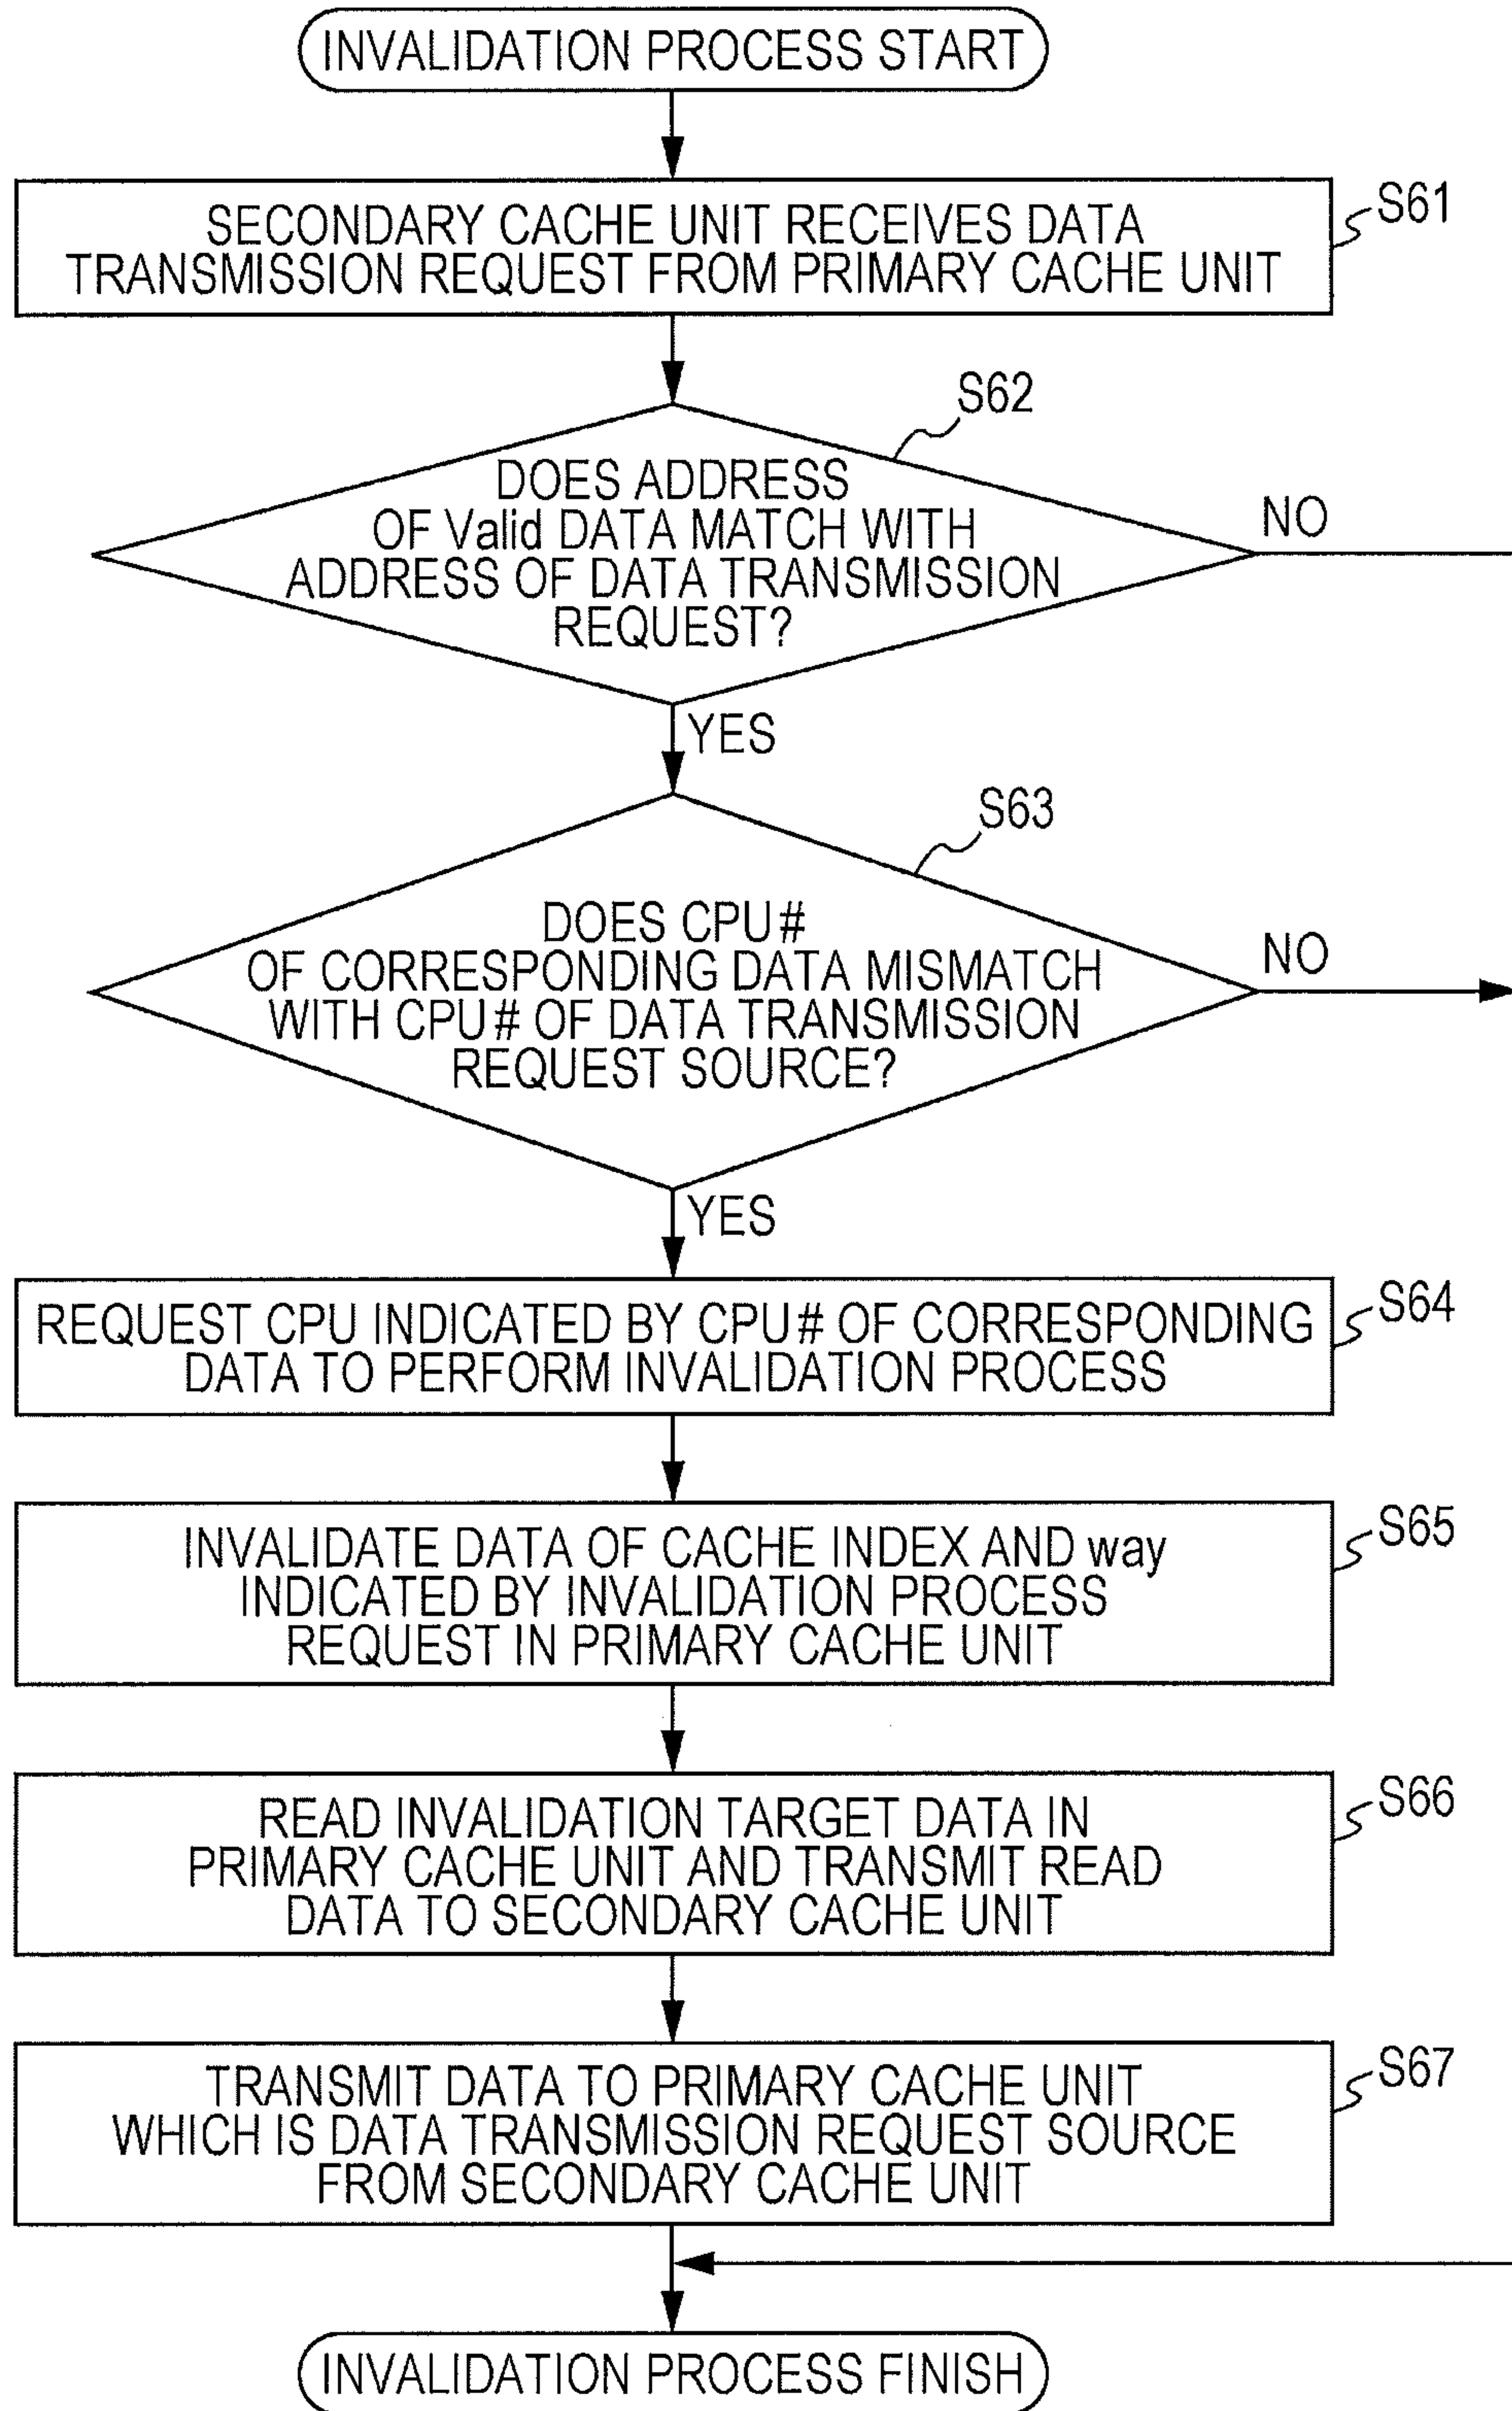 INVALIDATION PROCESS START
SECONDARY CACHE UNIT RECEIVES DATA
TRANSMISSION REQUEST FROM PRIMARY CACHE UNIT
S61
S62
DOES ADDRESS
OF Valid DATA MATCH WITH
ADDRESS OF DATA TRANSMISSION
REQUEST?
NO
YES
S63
DOES CPU#
OF CORRESPONDING DATA MISMATCH
WITH CPU# OF DATA TRANSMISSION
REQUEST SOURCE?
NO
YES
REQUEST CPU INDICATED BY CPU# OF CORRESPONDING
DATA TO PERFORM INVALIDATION PROCESS
S64
INVALIDATE DATA OF CACHE INDEX AND way
INDICATED BY INVALIDATION PROCESS
REQUEST IN PRIMARY CACHE UNIT
S65
READ INVALIDATION TARGET DATA IN
PRIMARY CACHE UNIT AND TRANSMIT READ
DATA TO SECONDARY CACHE UNIT
S66
TRANSMIT DATA TO PRIMARY CACHE UNIT
WHICH IS DATA TRANSMISSION REQUEST SOURCE
FROM SECONDARY CACHE UNIT
S67
INVALIDATION PROCESS FINISH